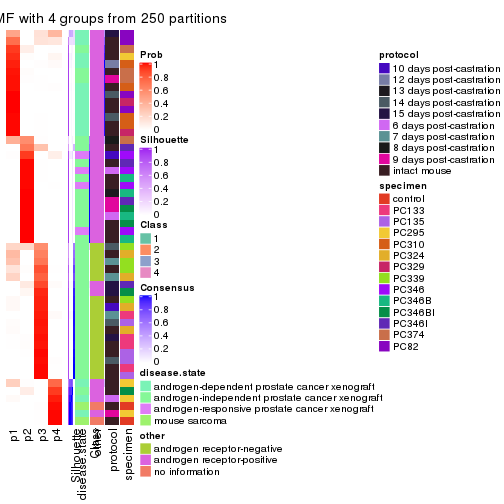 MF with 4 groups from 250 partitions
Prob
1
0.8
0.6
0.4
0.2
0
Silhouette
1
0.8
0.6
0.4
0.2
0
Class
1
2
3
4
Consensus
1
0.8
0.6
0.4
0.2
0
disease.state
androgen-dependent prostate cancer xenograft
androgen-independent prostate cancer xenograft
androgen-responsive prostate cancer xenograft
mouse sarcoma
other
androgen receptor-negative
androgen receptor-positive
no information
protocol
10 days post-castration
12 days post-castration
13 days post-castration
14 days post-castration
15 days post-castration
6 days post-castration
7 days post-castration
8 days post-castration
9 days post-castration
intact mouse
specimen
control
PC133
PC135
PC295
PC310
PC324
PC329
PC339
PC346
PC346B
PC346BI
PC346I
PC374
PC82
p1
p2
p3
p4
Silhouette
disease.state
Class
other
protocol
specimen